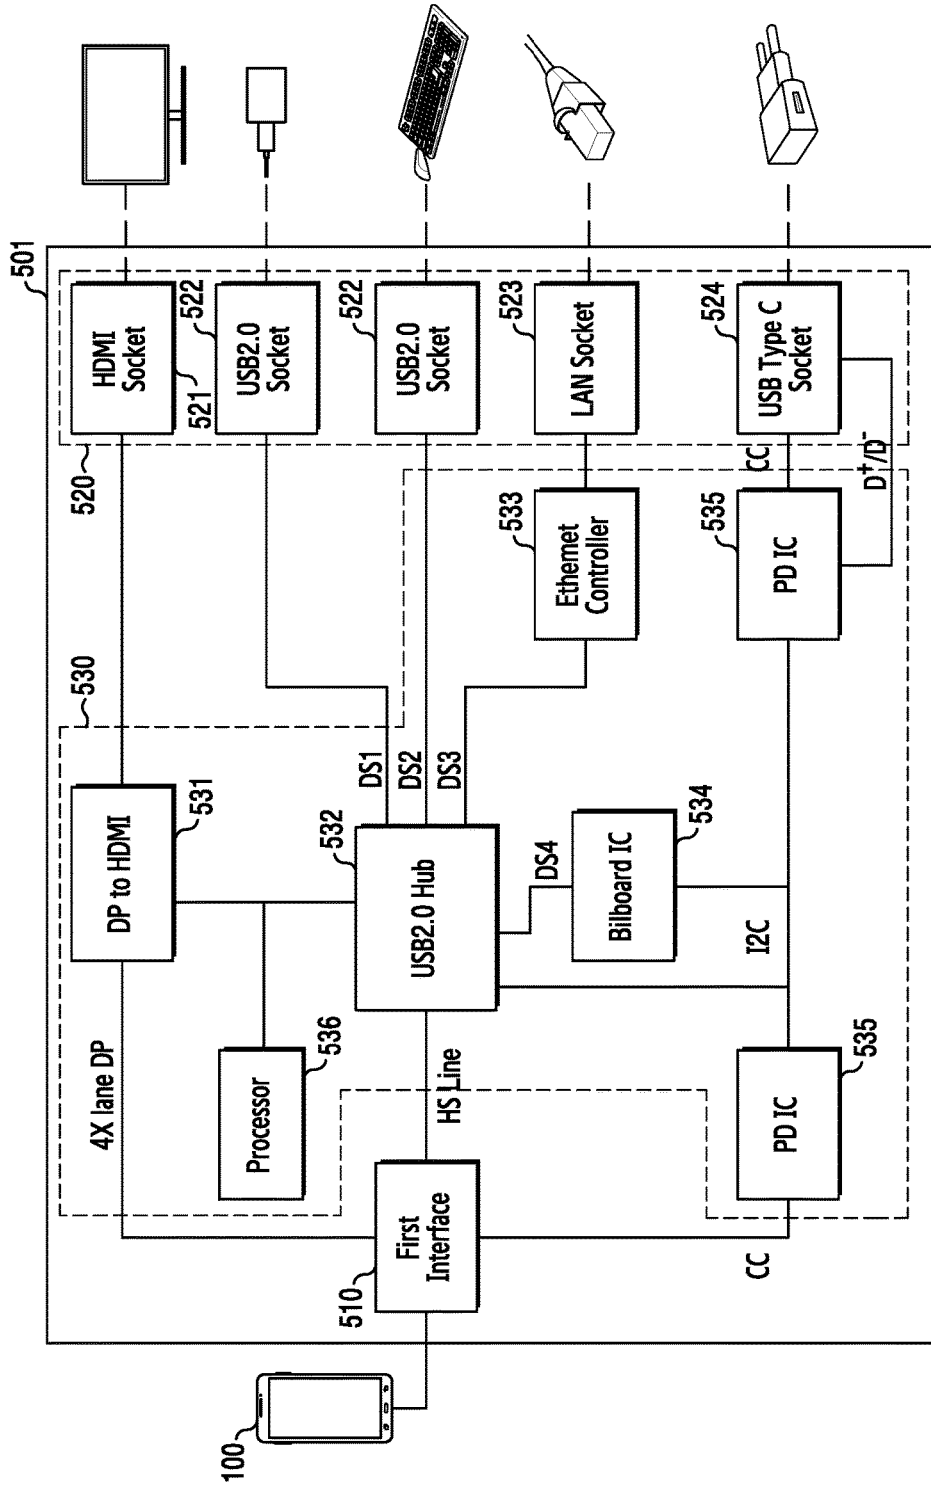 501
530
520
4X lane DP
DP to HDMI
531
HDMI
Socket
521
100
Processor
536
522
USB2.0
Socket
510
First
Interface
HS Line
532
USB2.0 Hub
DS1
DS2
DS3
522
USB2.0
Socket
DS4
Bilboard IC
534
533
Ethemet
Controller
523
LAN Socket
CC
PD IC
535
I2C
535
PD IC
CC
524
USB Type C
Socket
D+/D-